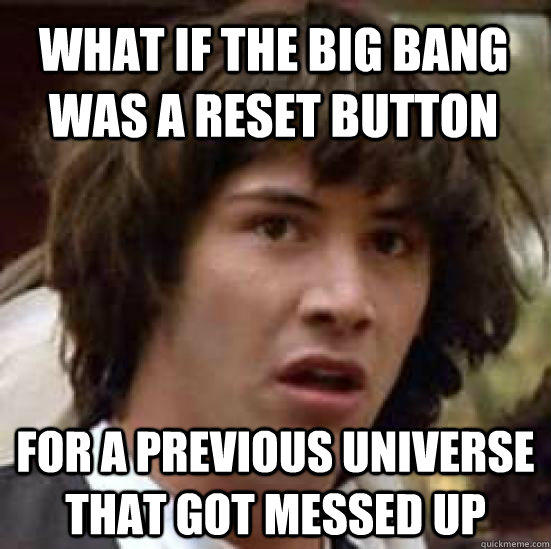 WHAT IF THE BIG BANG
WAS A RESET BUTTON
FOR A PREVIOUS UNIVERSE
THAT GOT MESSED UP
quickmeme.com